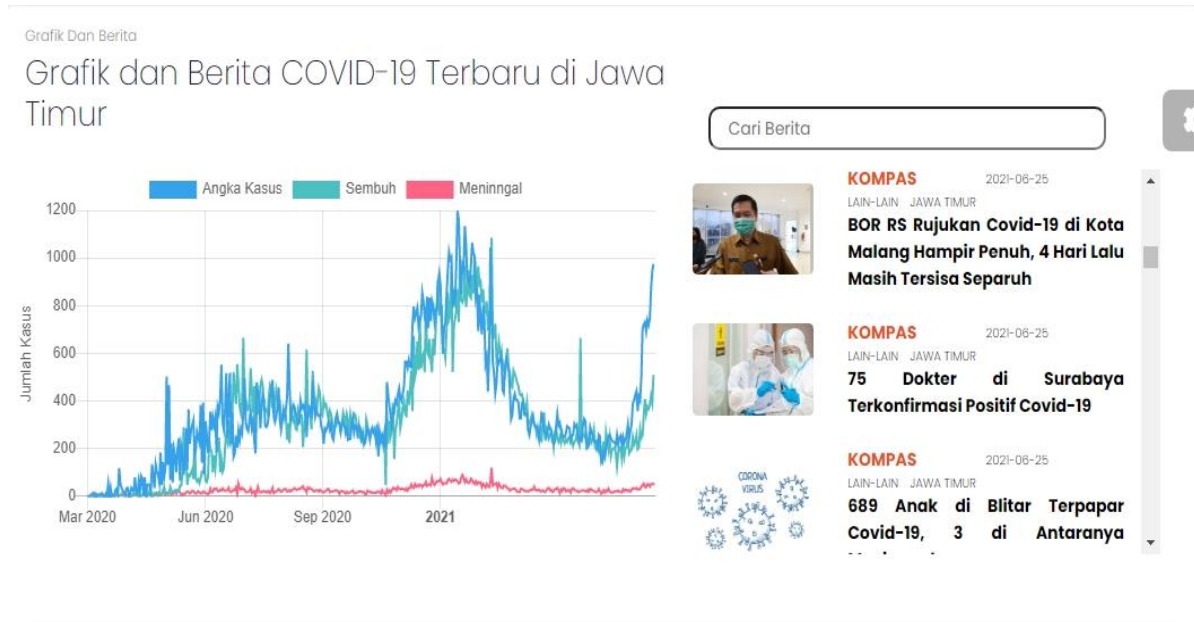 Grafik Dan Berita
Grafik dan Berita COVID-19 Terbaru di Jawa
Timur
Cari Berita
Angka Kasus Sembuh Meninngal
1200
1000
800
600
400
200
0
Jumlah Kasus
Mar 2020 Jun 2020 Sep 2020 2021
KOMPAS 2021-06-25
LAIN-LAIN JAWA TIMUR
BOR RS Rujukan Covid-19 di Kota
Malang Hampir Penuh, 4 Hari Lalu
Masih Tersisa Separuh
KOMPAS 2021-06-25
LAIN-LAIN JAWA TIMUR
75 Dokter di Surabaya
Terkonfirmasi Positif Covid-19
CORONA
VIRUS
KOMPAS 2021-06-25
LAIN-LAIN JAWA TIMUR
689 Anak di Blitar Terpapar
Covid-19, 3 di Antaranya